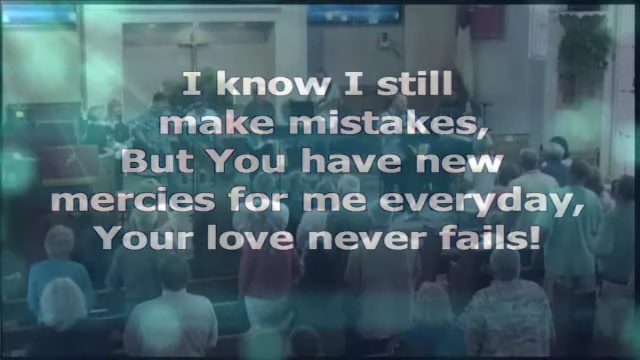 I know I still
make mistakes,
But You have new
mercies for me everyday,
Your love never fails!